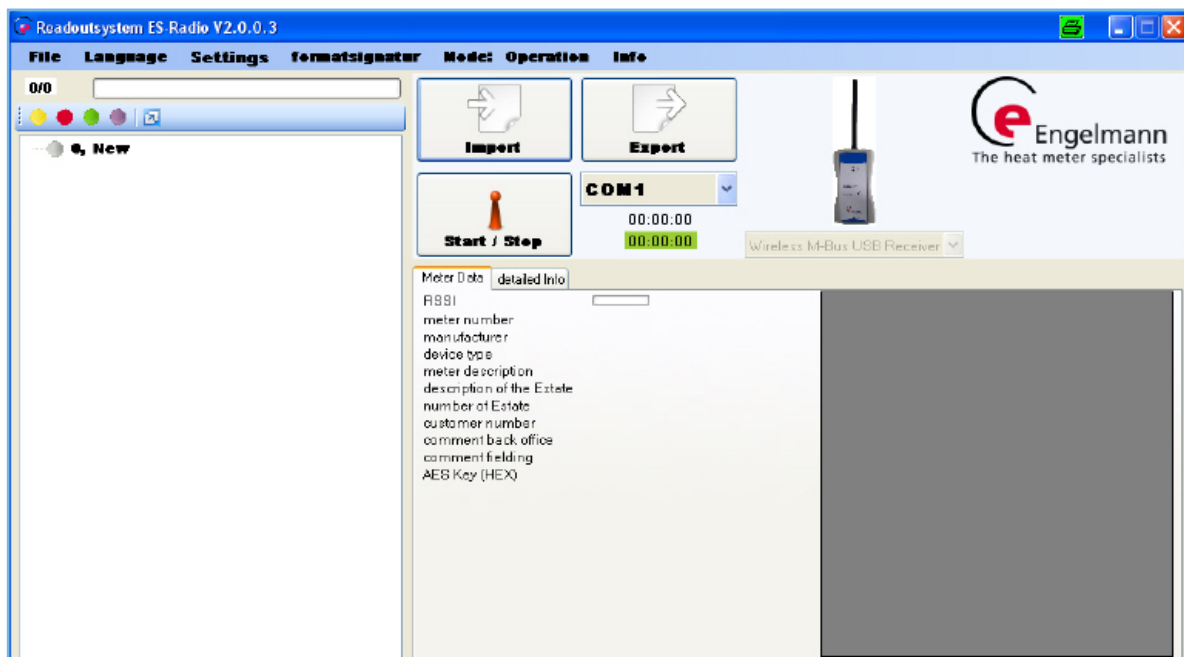 Readoutsystem ES-Radio V2.0.0.3
File Language Settings formatsignatur Mode: Operation Info
0/0
0, New
Import
Export
COM1
00:00:00
00:00:00
Start / Stop
Wireless M-Bus USB Receiver
e Engelmann
The heat meter specialists
Meter Data
detailed Info
RSSI
meter number
manufacturer
device type
meter description
description of the Estate
number of Estate
customer number
comment back office
comment fielding
AES Key (HEX)